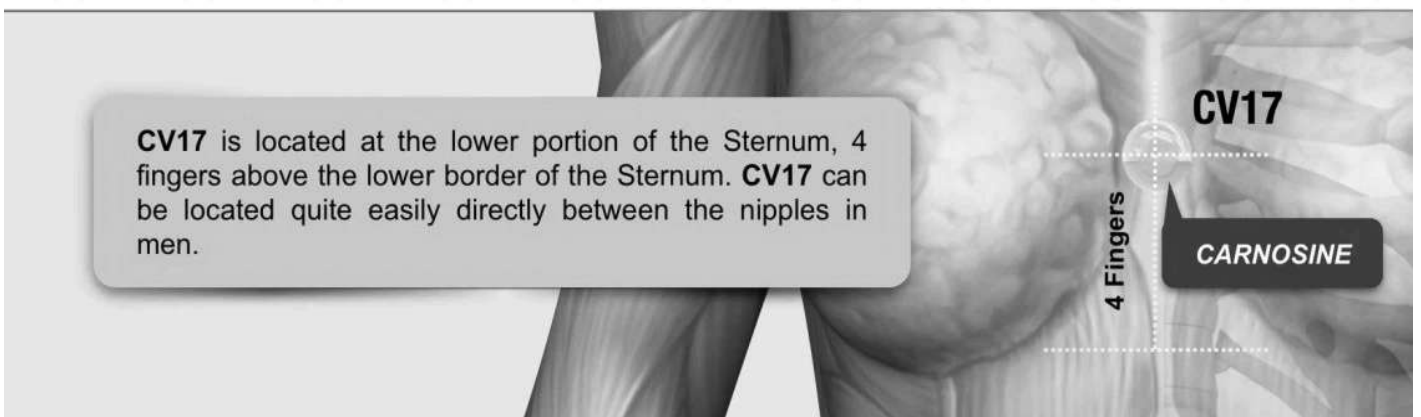 CV17 is located at the lower portion of the Sternum, 4
fingers above the lower border of the Sternum. CV17 can
be located quite easily directly between the nipples in
men.
CV17
4 Fingers
CARNOSINE